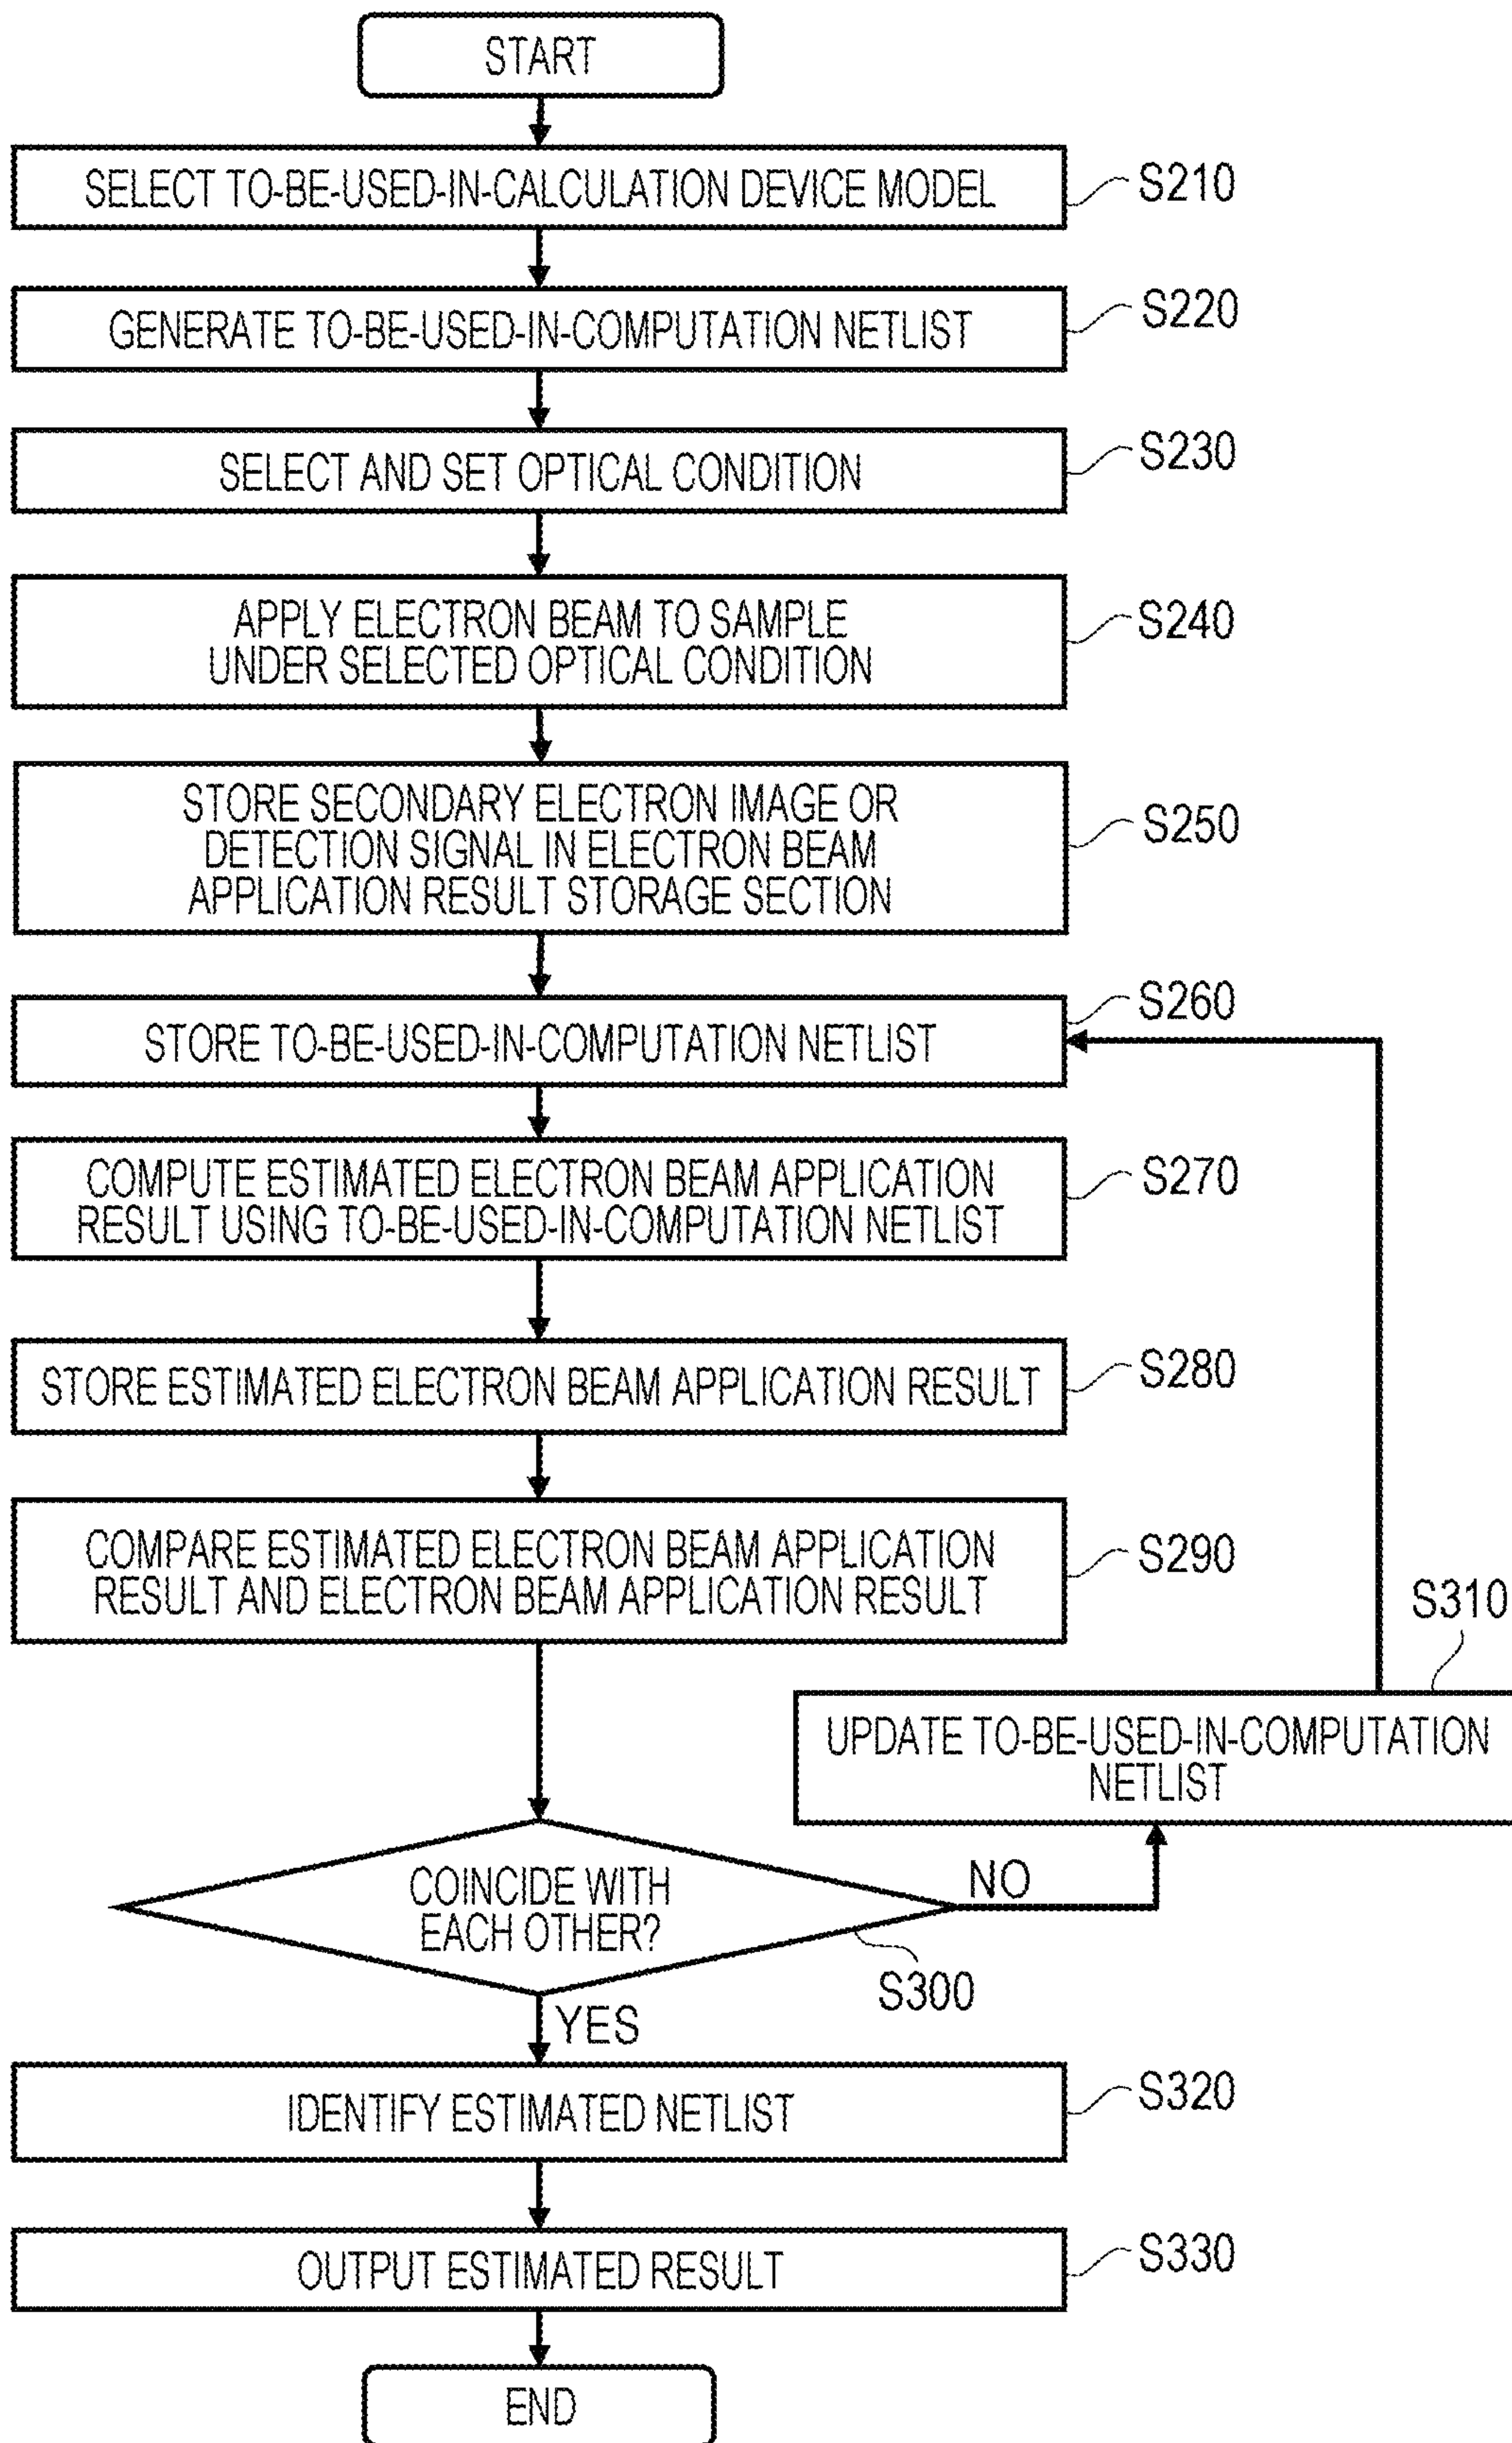 START
SELECT TO-BE-USED-IN-CALCULATION DEVICE MODEL
S210
GENERATE TO-BE-USED-IN-COMPUTATION NETLIST
S220
SELECT AND SET OPTICAL CONDITION
S230
APPLY ELECTRON BEAM TO SAMPLE
UNDER SELECTED OPTICAL CONDITION
S240
STORE SECONDARY ELECTRON IMAGE OR
DETECTION SIGNAL IN ELECTRON BEAM
APPLICATION RESULT STORAGE SECTION
S250
STORE TO-BE-USED-IN-COMPUTATION NETLIST
S260
COMPUTE ESTIMATED ELECTRON BEAM APPLICATION
RESULT USING TO-BE-USED-IN-COMPUTATION NETLIST
S270
STORE ESTIMATED ELECTRON BEAM APPLICATION RESULT
S280
COMPARE ESTIMATED ELECTRON BEAM APPLICATION
RESULT AND ELECTRON BEAM APPLICATION RESULT
S290
S310
UPDATE TO-BE-USED-IN-COMPUTATION
NETLIST
COINCIDE WITH
EACH OTHER?
NO
S300
YES
IDENTIFY ESTIMATED NETLIST
S320
OUTPUT ESTIMATED RESULT
S330
END